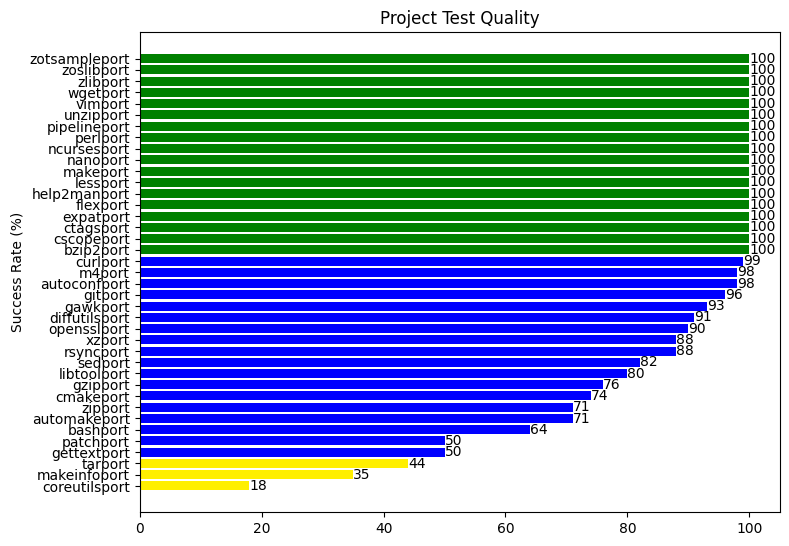 Project Test Quality
Success Rate (%)
zotsampleport 100
zoslibport 100
zlibport 100
wgetport 100
vimport 100
unzipport 100
pipelineport 100
perlport 100
ncursesport 100
nanoport 100
makeport 100
lessport 100
help2manport 100
flexport 100
expatport 100
ctagsport 100
cscopeport 100
bzip2port 100
curlport 99
m4port 98
autoconfport 98
gitport 96
gawkport 93
diffutilsport 91
opensslport 90
xzport 88
rsyncport 88
sedport 82
libtoolport 80
gzipport 76
cmakeport 74
zipport 71
automakeport 71
bashport 64
patchport 50
gettextport 50
tarport 44
makeinfoport 35
coreutilsport 18
0 20 40 60 80 100